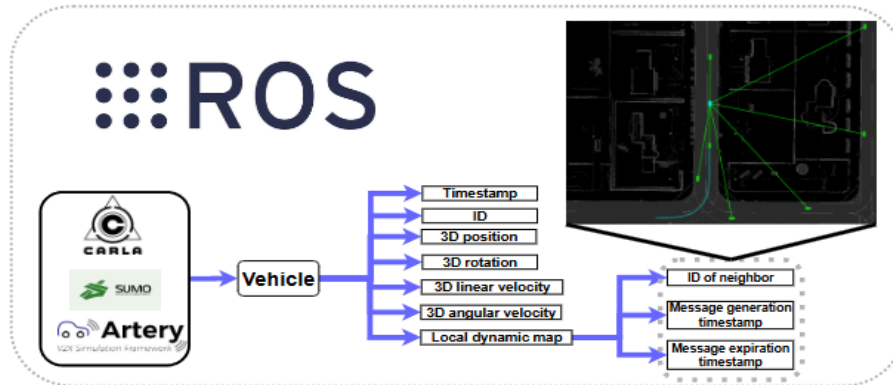 ROS
CARLA
SUMO
Artery
V2X Simulation Framework
Vehicle
Timestamp
ID
3D position
3D rotation
3D linear velocity
3D angular velocity
Local dynamic map
ID of neighbor
Message generation
timestamp
Message expiration
timestamp